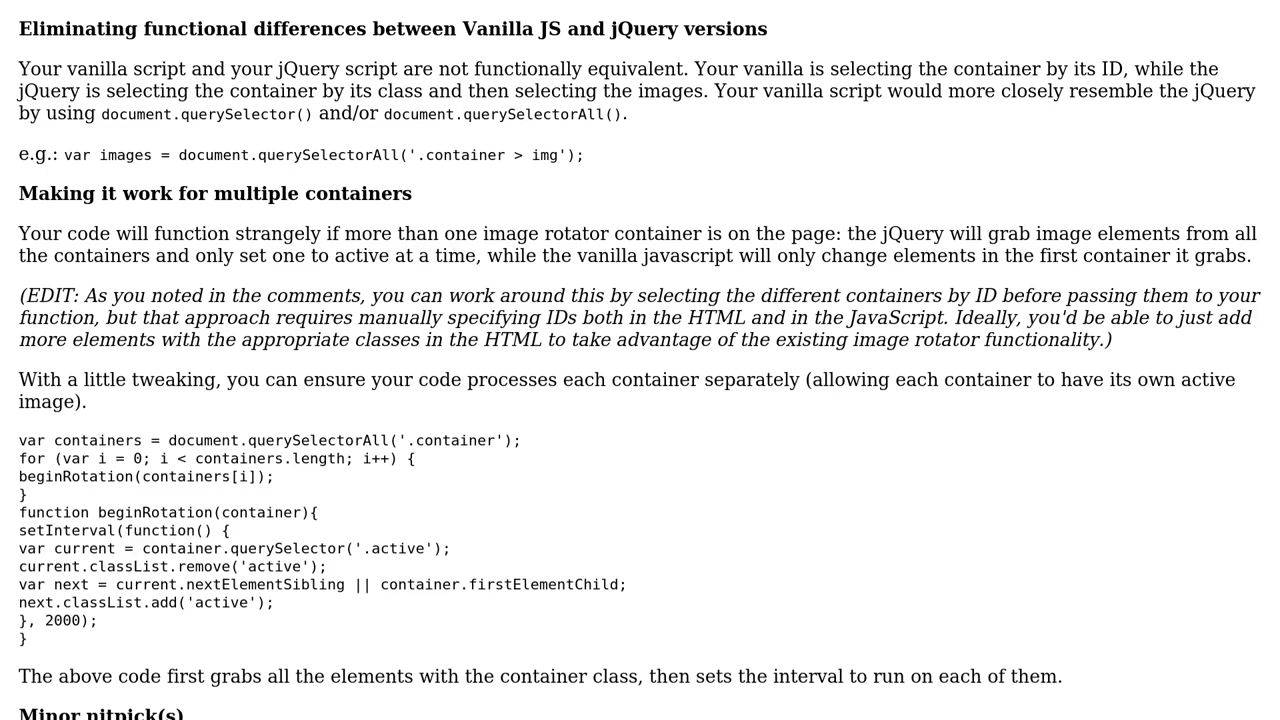 Eliminating functional differences between Vanilla JS and jQuery versions
Your vanilla script and your jQuery script are not functionally equivalent. Your vanilla is selecting the container by its ID, while the
jQuery is selecting the container by its class and then selecting the images. Your vanilla script would more closely resemble the jQuery
by using document.querySelector() and/or document.querySelectorAll().
e.g.: var images = document.querySelectorAll('.container > img');
Making it work for multiple containers
Your code will function strangely if more than one image rotator container is on the page: the jQuery will grab image elements from all
the containers and only set one to active at a time, while the vanilla javascript will only change elements in the first container it grabs.
(EDIT: As you noted in the comments, you can work around this by selecting the different containers by ID before passing them to your
function, but that approach requires manually specifying IDs both in the HTML and in the JavaScript. Ideally, you'd be able to just add
more elements with the appropriate classes in the HTML to take advantage of the existing image rotator functionality.)
With a little tweaking, you can ensure your code processes each container separately (allowing each container to have its own active
image).
var containers = document.querySelectorAll('.container');
for (var i = 0; i < containers.length; i++) {
beginRotation(containers[i]);
}
function beginRotation(container){
setInterval(function() {
var current = container.querySelector('.active');
current.classList.remove('active');
var next = current.nextElementSibling || container.firstElementChild;
next.classList.add('active');
}, 2000);
}
The above code first grabs all the elements with the container class, then sets the interval to run on each of them.
Minor nitpick(s)